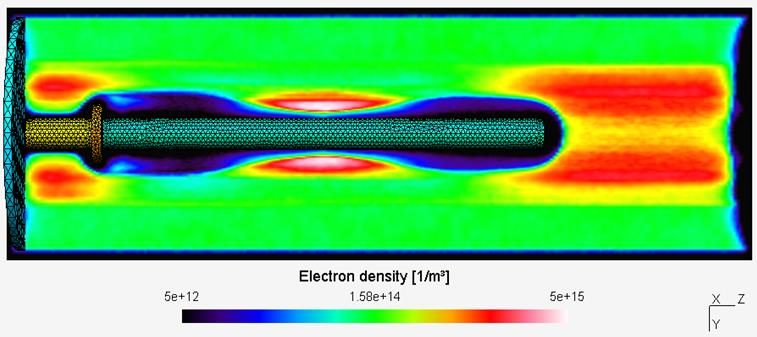 Electron density [1/m³]
5e+12 1.58e+14 5e+15
X Z
Y